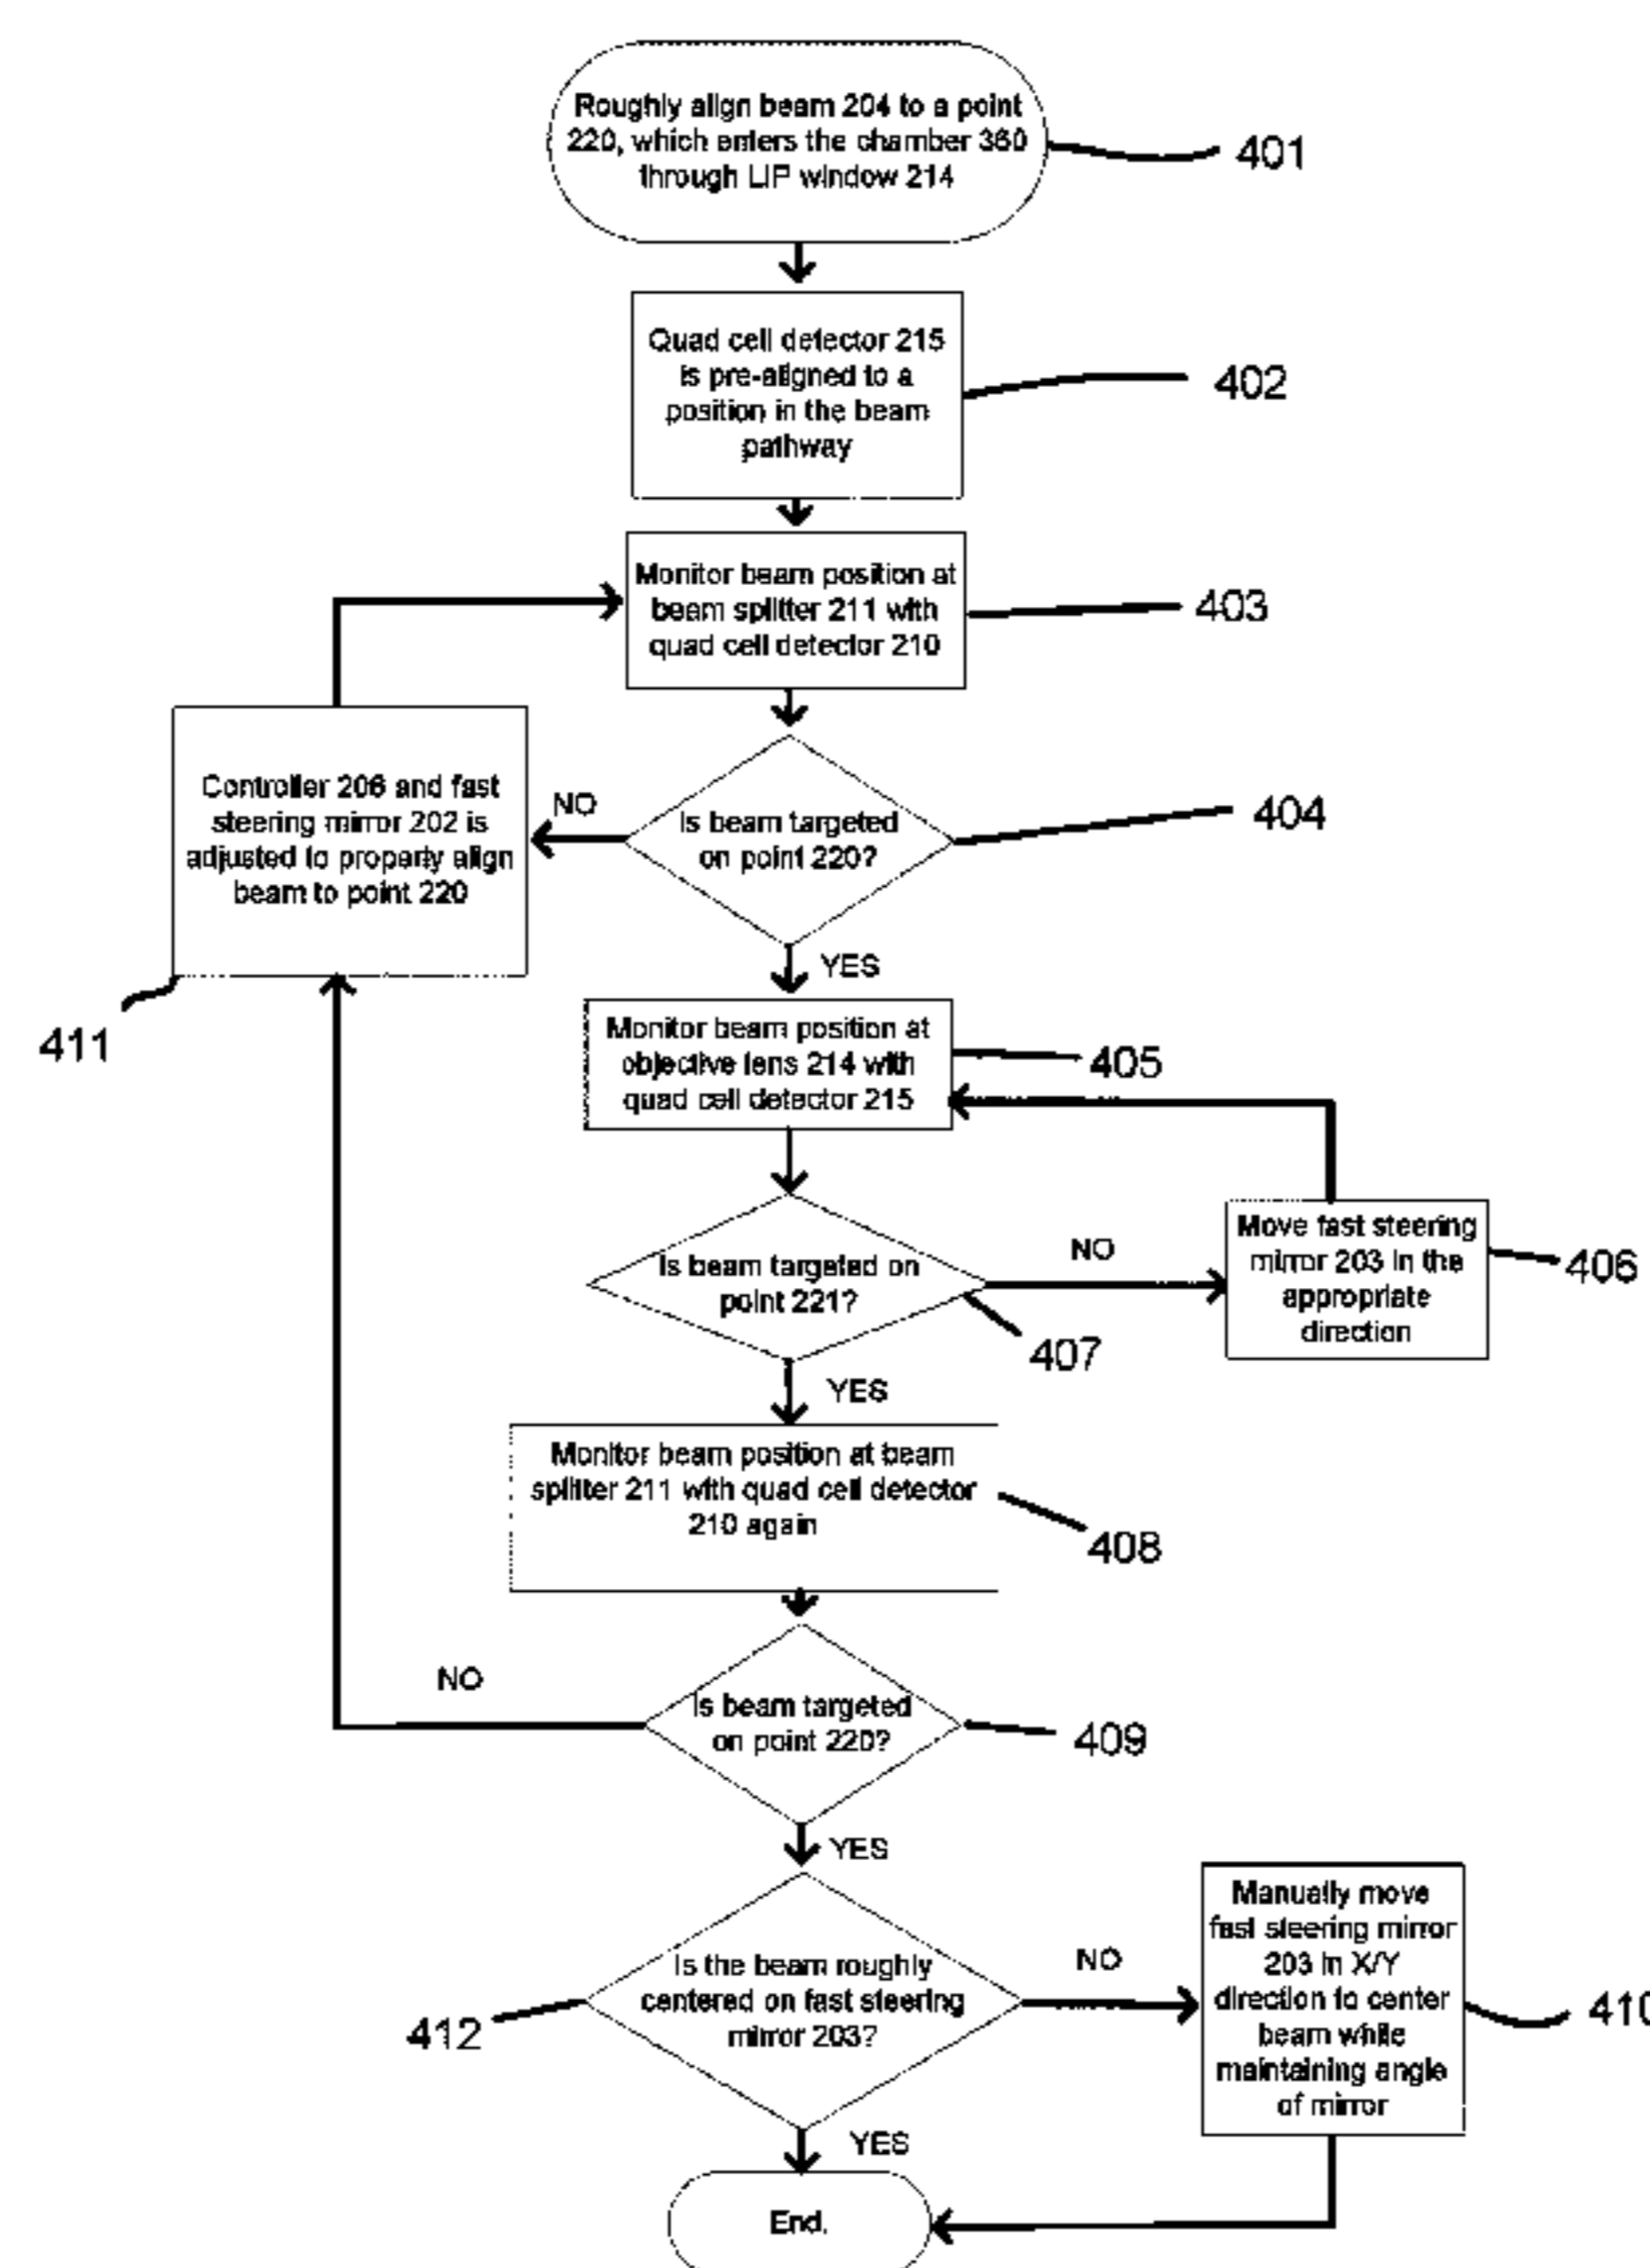 Roughly align beam 204 to a point
220, which enters the chamber 360
through LIP window 214
401
Quad cell detector 215
is pre-aligned to a
position in the beam
pathway
402
Monitor beam position at
beam splitter 211 with
quad cell detector 210
403
Controller 206 and fast
steering mirror 202 is
adjusted to properly align
beam to point 220
411
NO
Is beam targeted
on point 220?
404
YES
Monitor beam position at
objective lens 214 with
quad cell detector 215
405
Is beam targeted on
point 221?
407
NO
Move fast steering
mirror 203 in the
appropriate
direction
406
YES
Monitor beam position at beam
splitter 211 with quad cell detector
210 again
408
NO
Is beam targeted
on point 220?
409
YES
Is the beam roughly
centered on fast steering
mirror 203?
412
NO
Manually move
fast steering mirror
203 in X/Y
direction to center
beam while
maintaining angle
of mirror
410
YES
End.